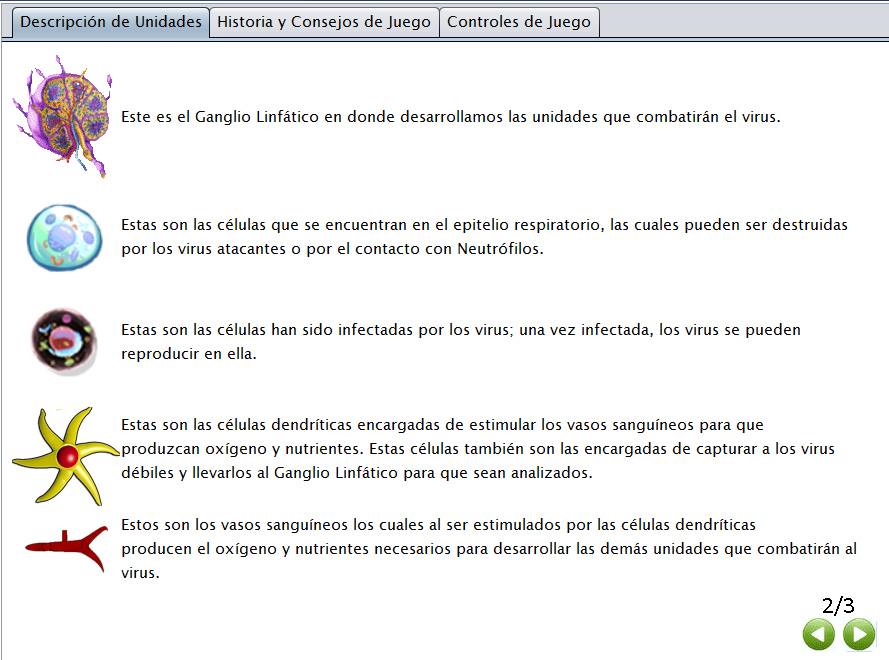 Descripción de Unidades
Historia y Consejos de Juego
Controles de Juego
Este es el Ganglio Linfático en donde desarrollamos las unidades que combatirán el virus.
Estas son las células que se encuentran en el epitelio respiratorio, las cuales pueden ser destruidas
por los virus atacantes o por el contacto con Neutrófilos.
Estas son las células han sido infectadas por los virus; una vez infectada, los virus se pueden
reproducir en ella.
Estas son las células dendríticas encargadas de estimular los vasos sanguíneos para que
produzcan oxígeno y nutrientes. Estas células también son las encargadas de capturar a los virus
débiles y llevarlos al Ganglio Linfático para que sean analizados.
Estos son los vasos sanguíneos los cuales al ser estimulados por las células dendríticas
producen el oxígeno y nutrientes necesarios para desarrollar las demás unidades que combatirán al
virus.
2/3